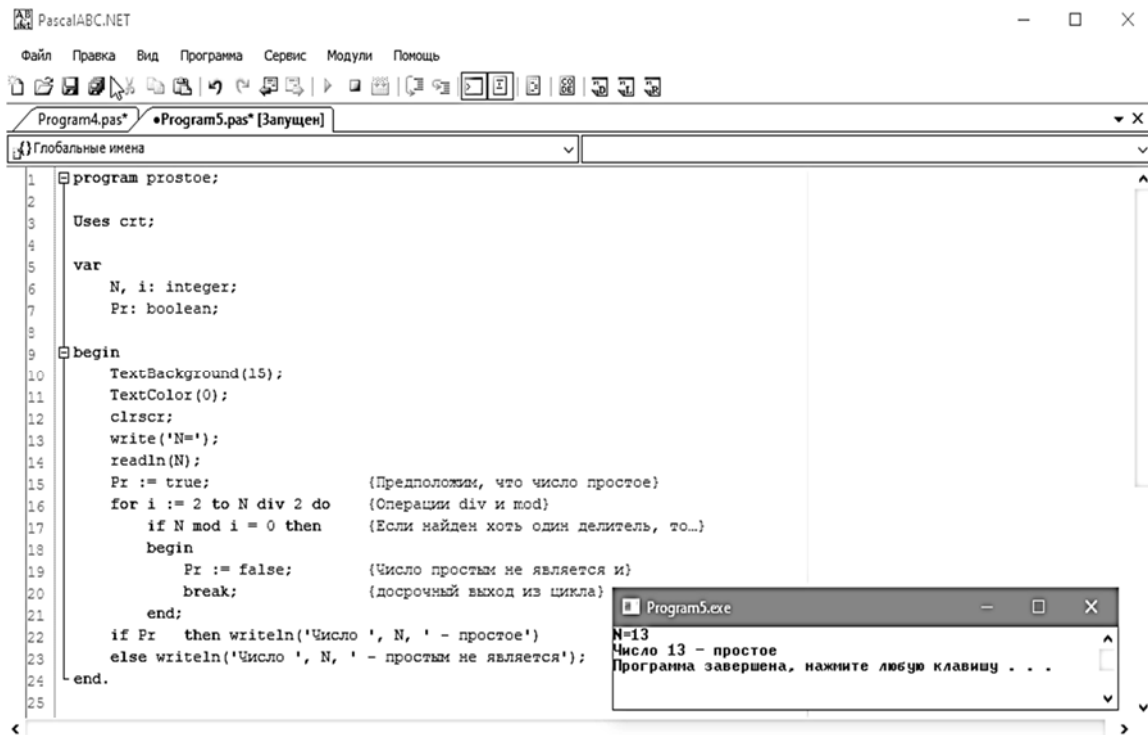 PascalABC.NET
Файл Правка Вид Программа Сервис Модули Помощь
Program4.pas* •Program5.pas* [Запущен]
Глобальные имена
1 program prostoe;
2
3 Uses crt;
4
5 var
6 N, i: integer;
7 Pr: boolean;
8
9 begin
10 TextBackground(15);
11 TextColor(0);
12 clrscr;
13 write('N=');
14 readln(N);
15 Pr := true; {Предположим, что число простое}
16 for i := 2 to N div 2 do {Операции div и mod}
17 if N mod i = 0 then {Если найден хоть один делитель, то…}
18 begin
19 Pr := false; {Число простым не является и}
20 break; {досрочный выход из цикла}
21 end;
22 if Pr then writeln('Число ', N, ' - простое')
23 else writeln('Число ', N, ' - простым не является');
24 end.
25
Program5.exe
N=13
Число 13 - простое
Программа завершена, нажмите любую клавишу . . .